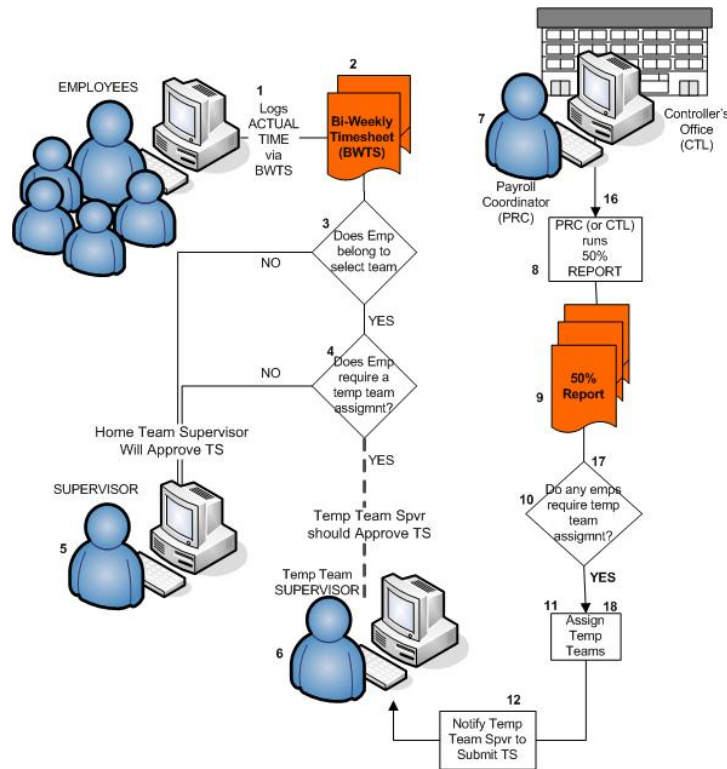 EMPLOYEES
1
Logs
ACTUAL
TIME
via
BWTS
2
Bi-Weekly
Timesheet
(BWTS)
3
Does Emp
belong to
select team
NO
YES
4
Does Emp
require a
temp team
assignmnt?
NO
YES
Home Team Supervisor
Will Approve TS
SUPERVISOR
5
Temp Team Spvr
should Approve TS
Temp Team
SUPERVISOR
6
7
Payroll
Coordinator
(PRC)
Controller's
Office
(CTL)
16
PRC (or CTL)
runs
50%
REPORT
8
50%
Report
9
17
10
Do any emps
require temp
team
assignmt?
YES
11
18
Assign
Temp
Teams
12
Notify Temp
Team Spvr to
Submit TS